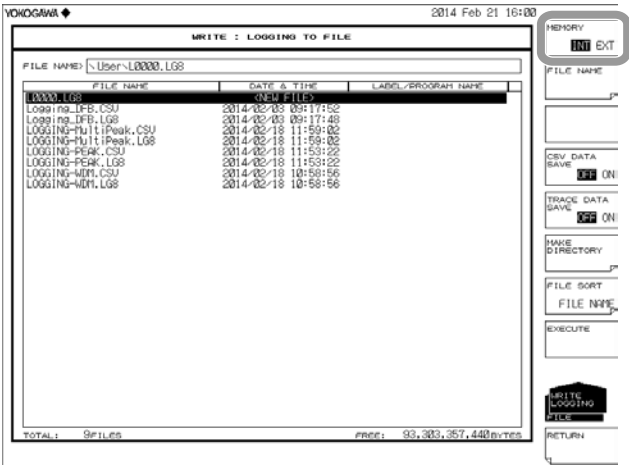 YOKOGAWA ◆
2014 Feb 21 16:00
WRITE : LOGGING TO FILE
FILE NAME> \User\L0000.LG8
FILE NAME DATE & TIME LABEL/PROGRAM NAME
L0000.LG8 <NEW FILE>
Logging_DFB.CSV 2014/02/03 09:17:52
Logging_DFB.LG8 2014/02/03 09:17:48
LOGGING-MultiPeak.CSV 2014/02/18 11:59:02
LOGGING-MultiPeak.LG8 2014/02/18 11:59:02
LOGGING-PEAK.CSV 2014/02/18 11:53:22
LOGGING-PEAK.LG8 2014/02/18 11:53:22
LOGGING-WDM.CSV 2014/02/18 10:58:56
LOGGING-WDM.LG8 2014/02/18 10:58:56
TOTAL: 9FILES FREE: 93,303,357,440BYTES
MEMORY
INT EXT
FILE NAME
CSV DATA
SAVE
OFF ON
TRACE DATA
SAVE
OFF ON
MAKE
DIRECTORY
FILE SORT
FILE NAME
EXECUTE
WRITE
LOGGING
FILE
RETURN